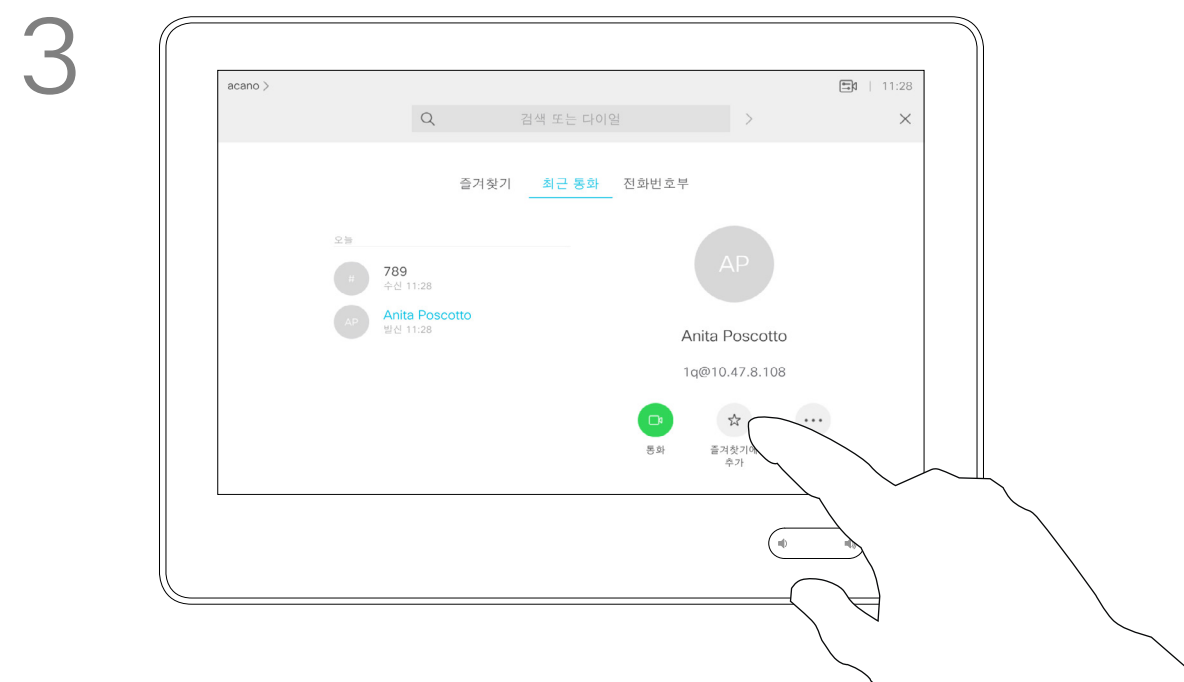 3
acano >
11:28
검색 또는 다이얼
즐겨찾기 최근 통화 전화번호부
오늘
#
789
수신 11:28
AP
Anita Poscotto
발신 11:28
AP
Anita Poscotto
1q@10.47.8.108
통화
즐겨찾기에
추가